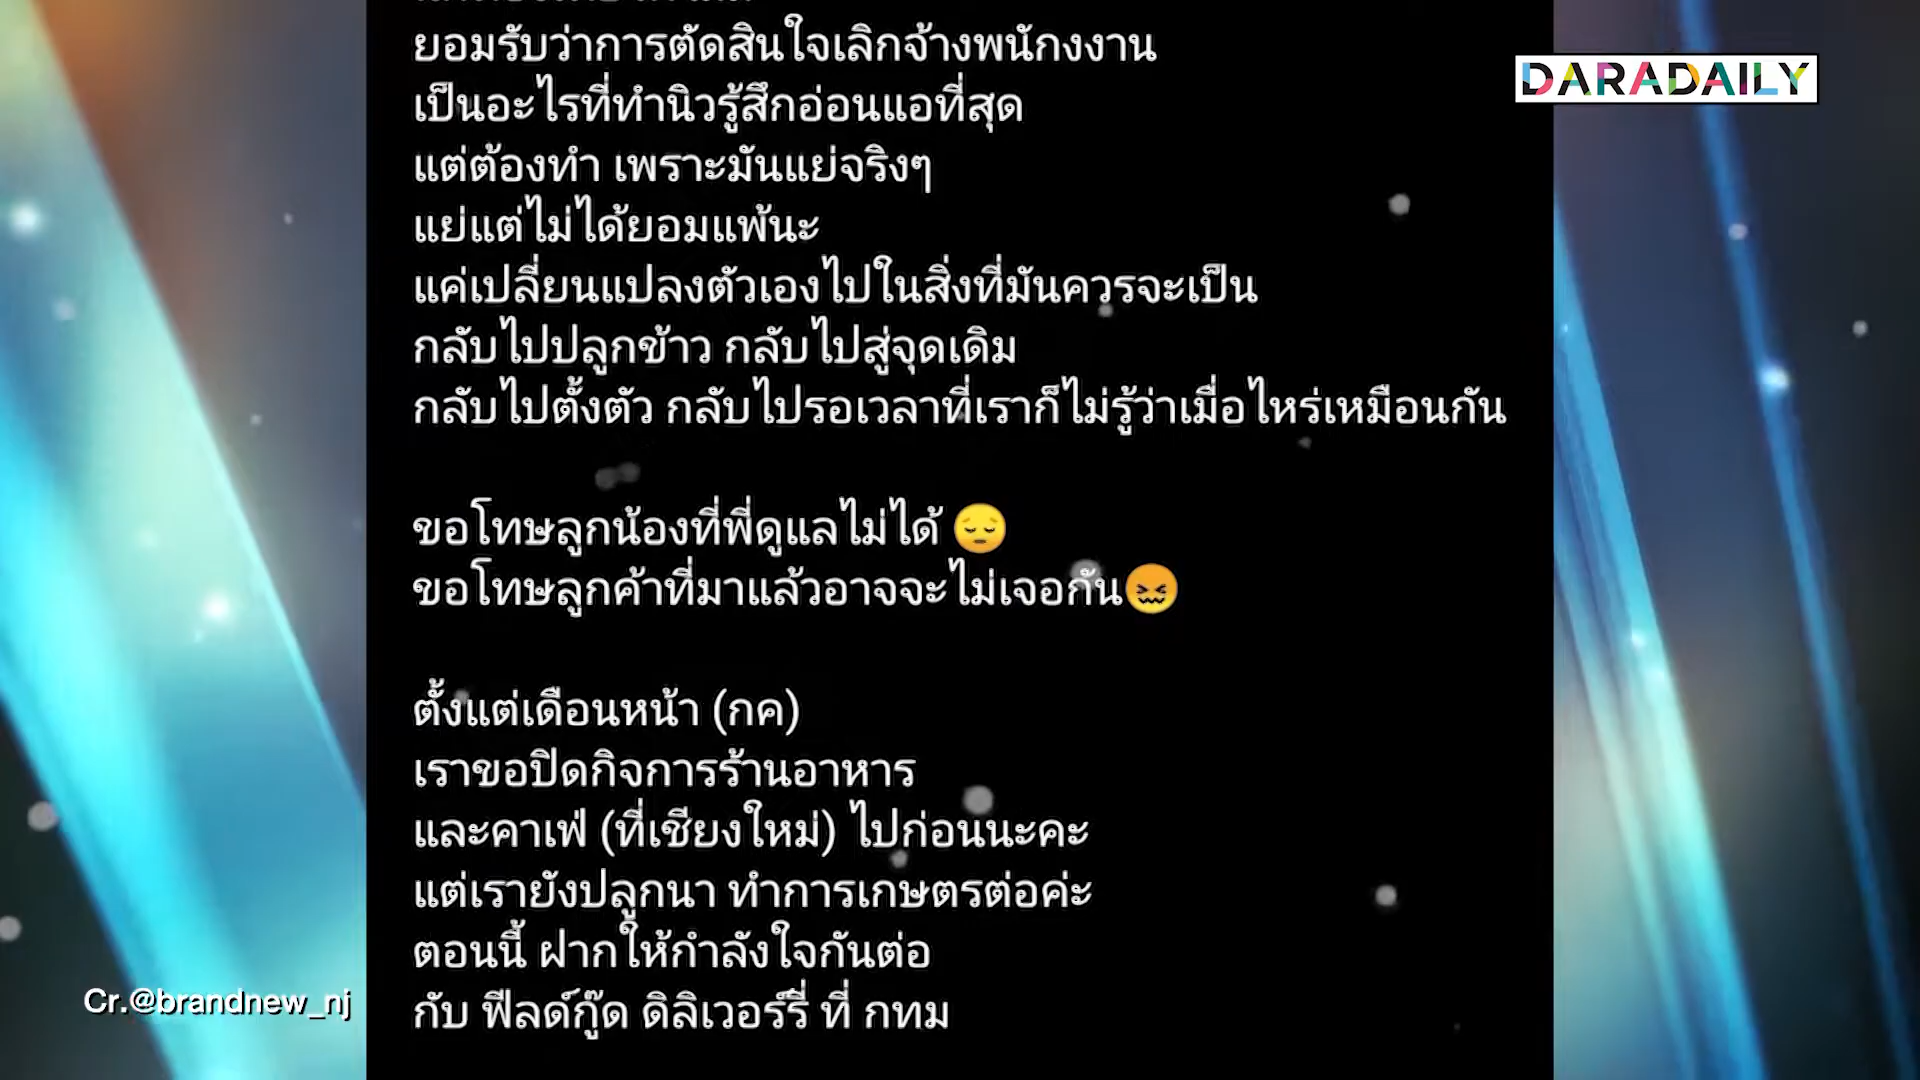 ยอมรับว่าการตัดสินใจเลิกจ้างพนักงงาน
เป็นอะไรที่ทำนิวรู้สึกอ่อนแอที่สุด
แต่ต้องทำ เพราะมันแย่จริงๆ
แย่แต่ไม่ได้ยอมแพ้นะ
แค่เปลี่ยนแปลงตัวเองไปในสิ่งที่มันควรจะเป็น
กลับไปปลูกข้าว กลับไปสู่จุดเดิม
กลับไปตั้งตัว กลับไปรอเวลาที่เราก็ไม่รู้ว่าเมื่อไหร่เหมือนกัน
ขอโทษลูกน้องที่พี่ดูแลไม่ได้ 😔
ขอโทษลูกค้าที่มาแล้วอาจจะไม่เจอกัน😖
ตั้งแต่เดือนหน้า (กค)
เราขอปิดกิจการร้านอาหาร
และคาเฟ่ (ที่เชียงใหม่) ไปก่อนนะคะ
แต่เรายังปลูกนา ทำการเกษตรต่อค่ะ
ตอนนี้ ฝากให้กำลังใจกันต่อ
กับ ฟีลด์กู๊ด ดิลิเวอร์รี่ ที่ กทม
DARADAILY
Cr.@brandnew_nj